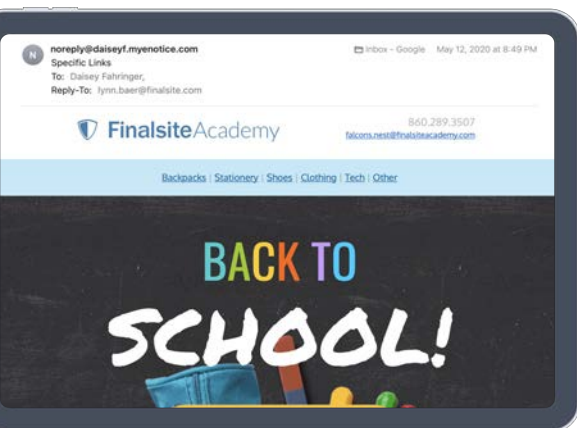 N
noreply@daiseyf.myenotice.com
Inbox - Google May 12, 2020 at 8:49 PM
Specific Links
To: Daisey Fahringer,
Reply-To: lynn.baer@finalsite.com
FinalsiteAcademy
860.289.3507
falcons.nest@finalsiteacademy.com
Backpacks | Stationery | Shoes | Clothing | Tech | Other
BACK TO
SCHOOL!